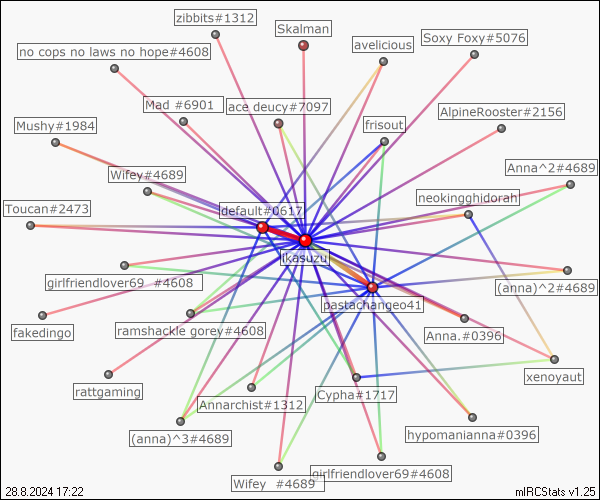 zibbits#1312
Skalman
avelicious
Soxy Foxy#5076
no cops no laws no hope#4608
Mad #6901
ace deucy#7097
AlpineRooster#2156
Mushy#1984
frisout
Wifey#4689
Anna^2#4689
neokingghidorah
Toucan#2473
default#0617
ikasuzu
girlfriendlover69 #4608
(anna)^2#4689
pastachangeo41
fakedingo
ramshackle gorey#4608
Anna.#0396
xenoyaut
rattgaming
Annarchist#1312
Cypha#1717
(anna)^3#4689
hypomanianna#0396
girlfriendlover69#4608
Wifey #4689
28.8.2024 17:22
mIRCStats v1.25